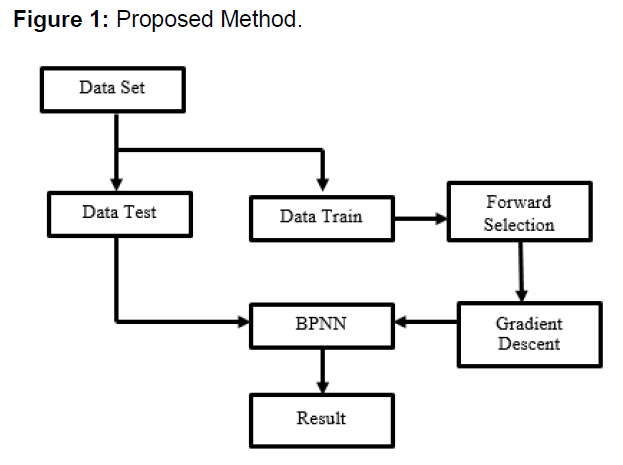 Figure 1: Proposed Method.
Data Set
Data Test
Data Train
Forward
Selection
BPNN
Gradient
Descent
Result